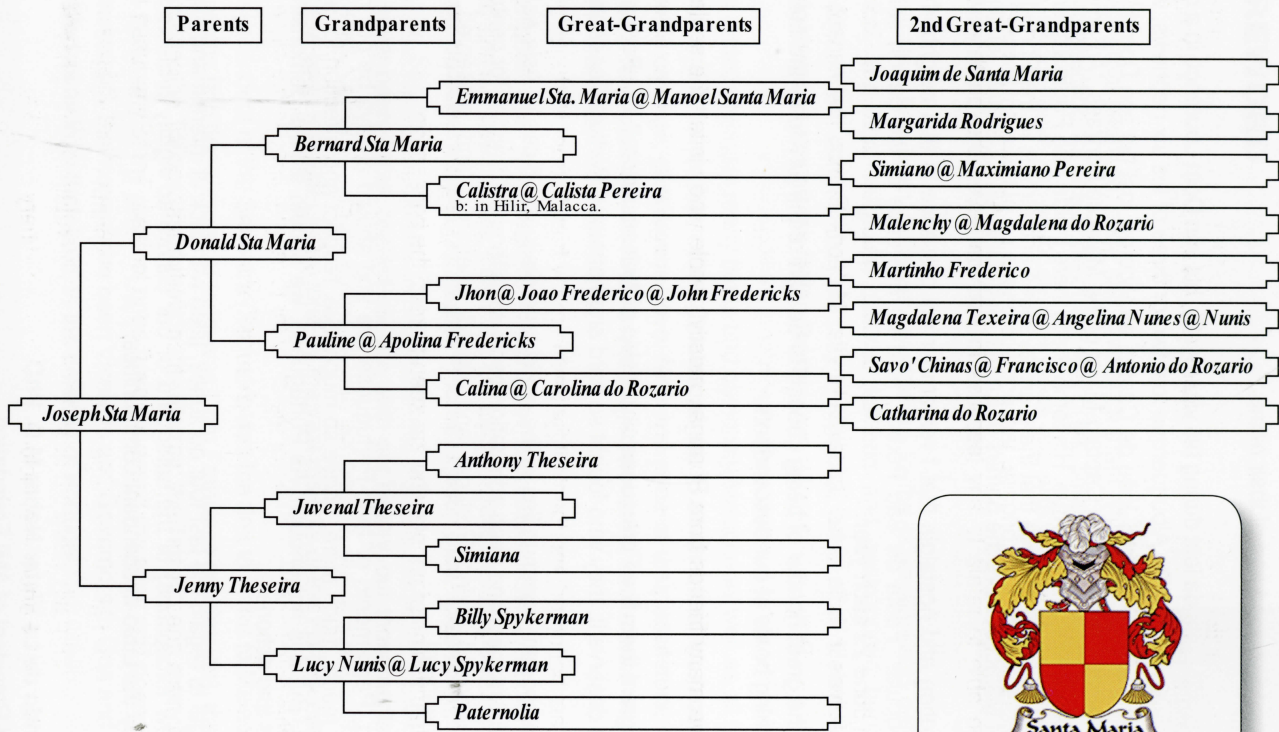 Parents
Grandparents
Great-Grandparents
2nd Great-Grandparents
Joaquim de Santa Maria
Emmanuel Sta. Maria @ Manoel Santa Maria
Margarida Rodrigues
Bernard Sta Maria
Simiano @ Maximiano Pereira
Calistra @ Calista Pereira
b: in Hilir, Malacca.
Malenchy @ Magdalena do Rozario
Donald Sta Maria
Martinho Frederico
Jhon @ Joao Frederico @ John Fredericks
Magdalena Texeira @ Angelina Nunes @ Nunis
Pauline @ Apolina Fredericks
Savo' Chinas @ Francisco @ Antonio do Rozario
Calina @ Carolina do Rozario
Catharina do Rozario
Joseph Sta Maria
Anthony Theseira
Juvenal Theseira
Simiana
Jenny Theseira
Billy Spykerman
Lucy Nunis @ Lucy Spykerman
Paternolia
Santa Maria